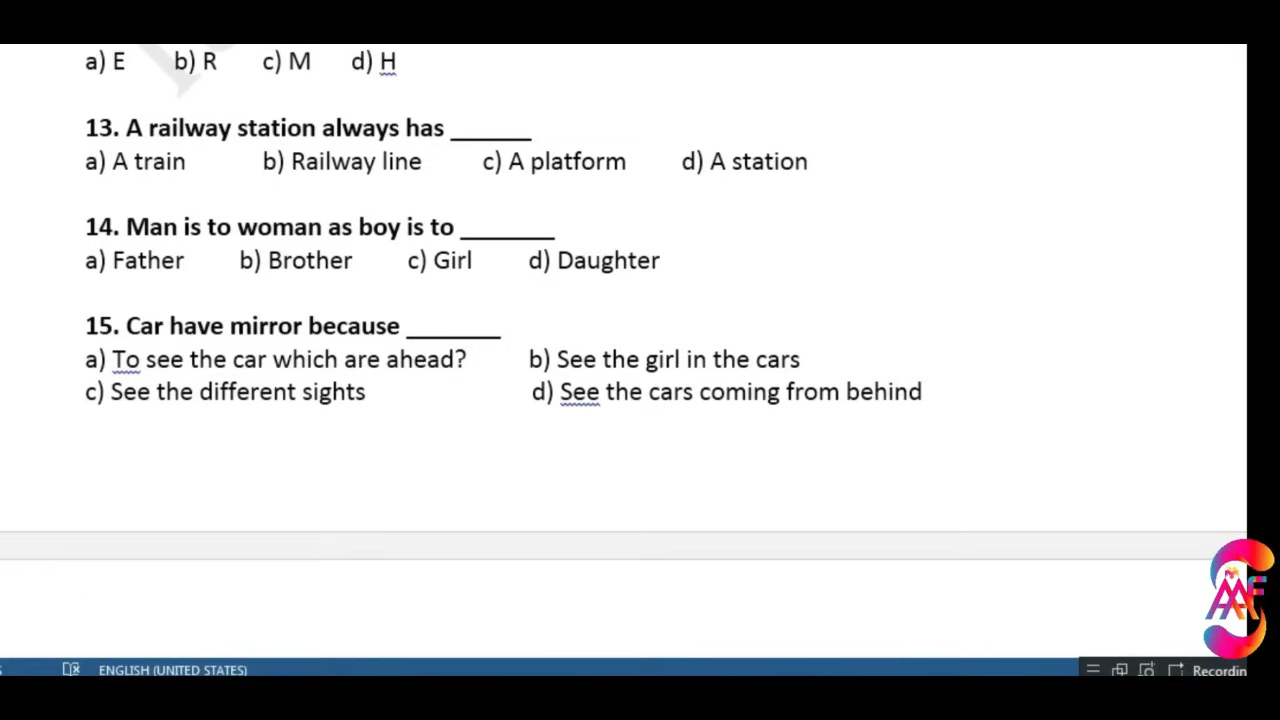 a) E b) R c) M d) H
13. A railway station always has ______
a) A train b) Railway line c) A platform d) A station
14. Man is to woman as boy is to _______
a) Father b) Brother c) Girl d) Daughter
15. Car have mirror because _______
a) To see the car which are ahead? b) See the girl in the cars
c) See the different sights d) See the cars coming from behind
ENGLISH (UNITED STATES) Recordin